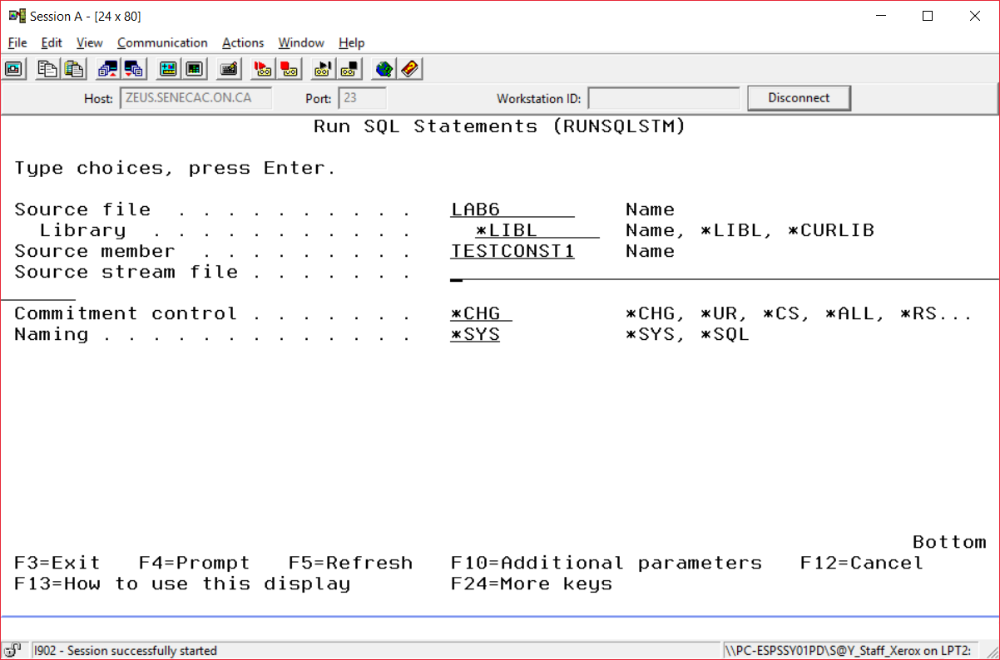 Session A - [24 x 80]
File Edit View Communication Actions Window Help
Host: ZEUS.SENECAC.ON.CA Port: 23 Workstation ID: Disconnect
Run SQL Statements (RUNSQLSTM)
Type choices, press Enter.
Source file . . . . . . . . . . LAB6 Name
Library . . . . . . . . . . . *LIBL Name, *LIBL, *CURLIB
Source member . . . . . . . . . TESTCONST1 Name
Source stream file . . . . . . .
Commitment control . . . . . . . *CHG *CHG, *UR, *CS, *ALL, *RS...
Naming . . . . . . . . . . . . . *SYS *SYS, *SQL
Bottom
F3=Exit F4=Prompt F5=Refresh F10=Additional parameters F12=Cancel
F13=How to use this display F24=More keys
I902 - Session successfully started \\PC-ESPSSY01PD\S@Y_Staff_Xerox on LPT2: